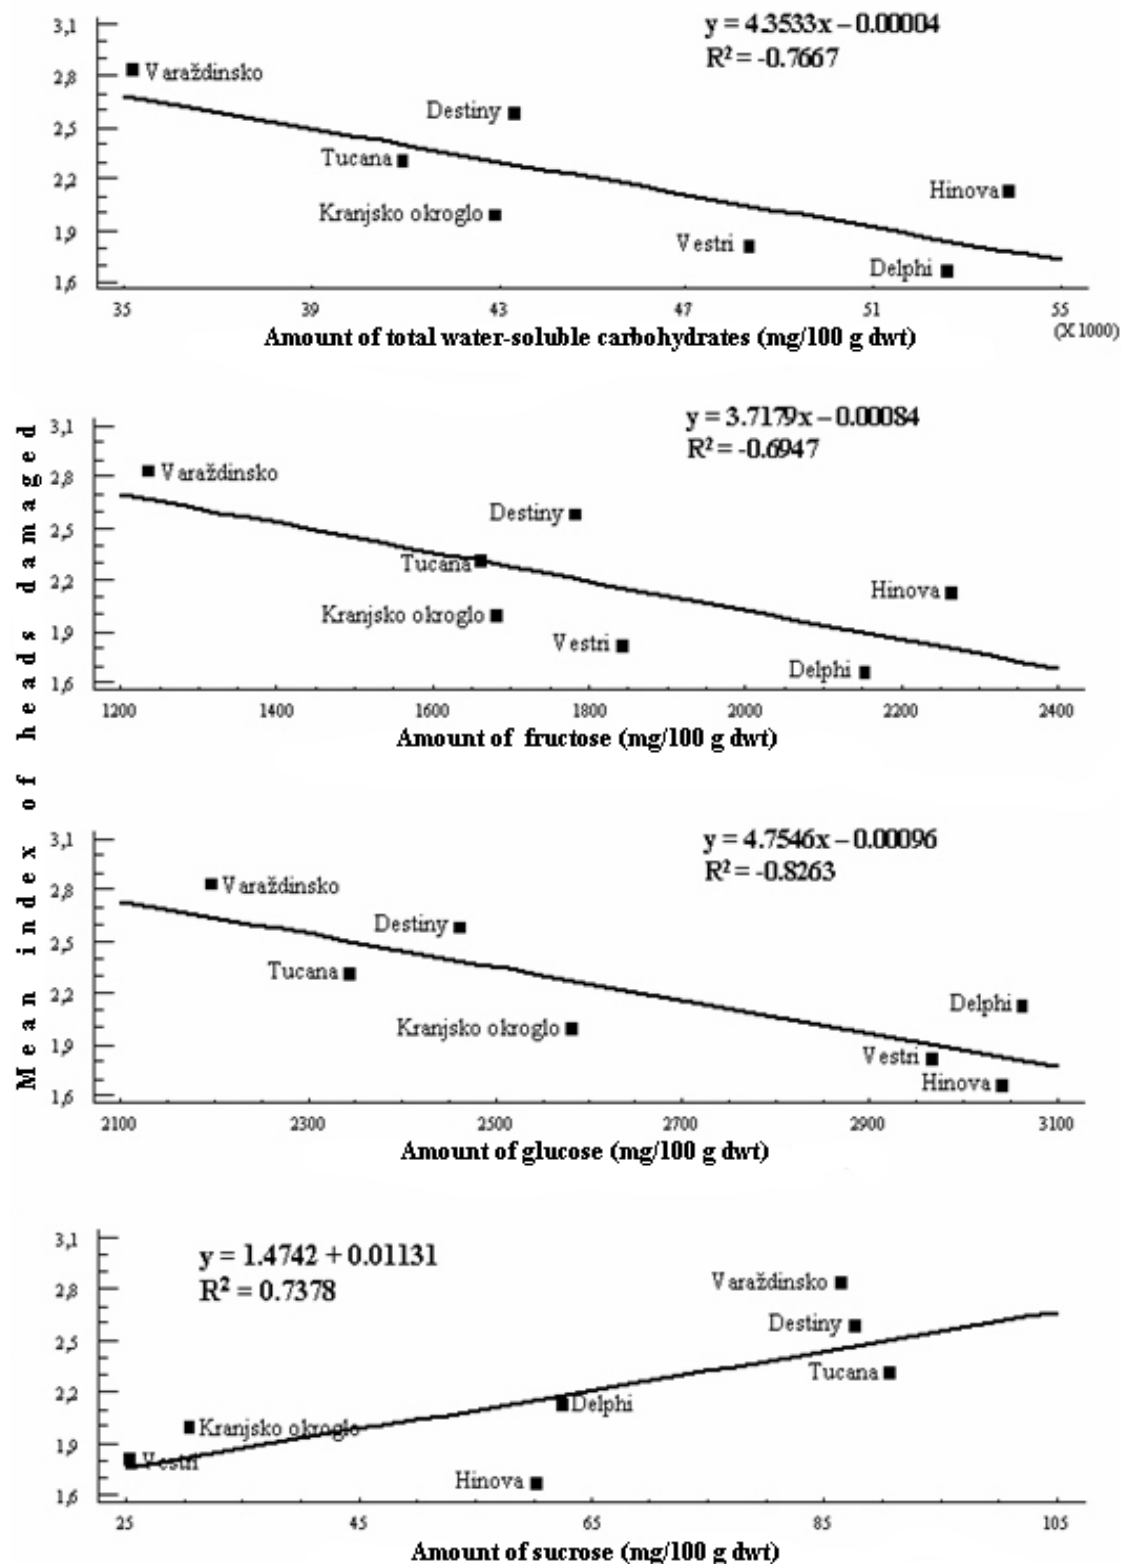 Mean index of heads damaged
y = 4.3533x – 0.00004
R² = -0.7667
3,1
2,8
2,5
2,2
1,9
1,6
Varaždinsko
Destiny
Tucana
Kranjsko okroglo
Hinova
Vestri
Delphi
35 39 43 47 51 55
(X 1000)
Amount of total water-soluble carbohydrates (mg/100 g dwt)
y = 3.7179x – 0.00084
R² = -0.6947
3,1
2,8
2,5
2,2
1,9
1,6
Varaždinsko
Destiny
Tucana
Hinova
Kranjsko okroglo
Vestri
Delphi
1200 1400 1600 1800 2000 2200 2400
Amount of fructose (mg/100 g dwt)
y = 4.7546x – 0.00096
R² = -0.8263
3,1
2,8
2,5
2,2
1,9
1,6
Varaždinsko
Destiny
Tucana
Delphi
Kranjsko okroglo
Vestri
Hinova
2100 2300 2500 2700 2900 3100
Amount of glucose (mg/100 g dwt)
y = 1.4742 + 0.01131
R² = 0.7378
3,1
2,8
2,5
2,2
1,9
1,6
Varaždinsko
Destiny
Tucana
Delphi
Kranjsko okroglo
Vestri
Hinova
25 45 65 85 105
Amount of sucrose (mg/100 g dwt)